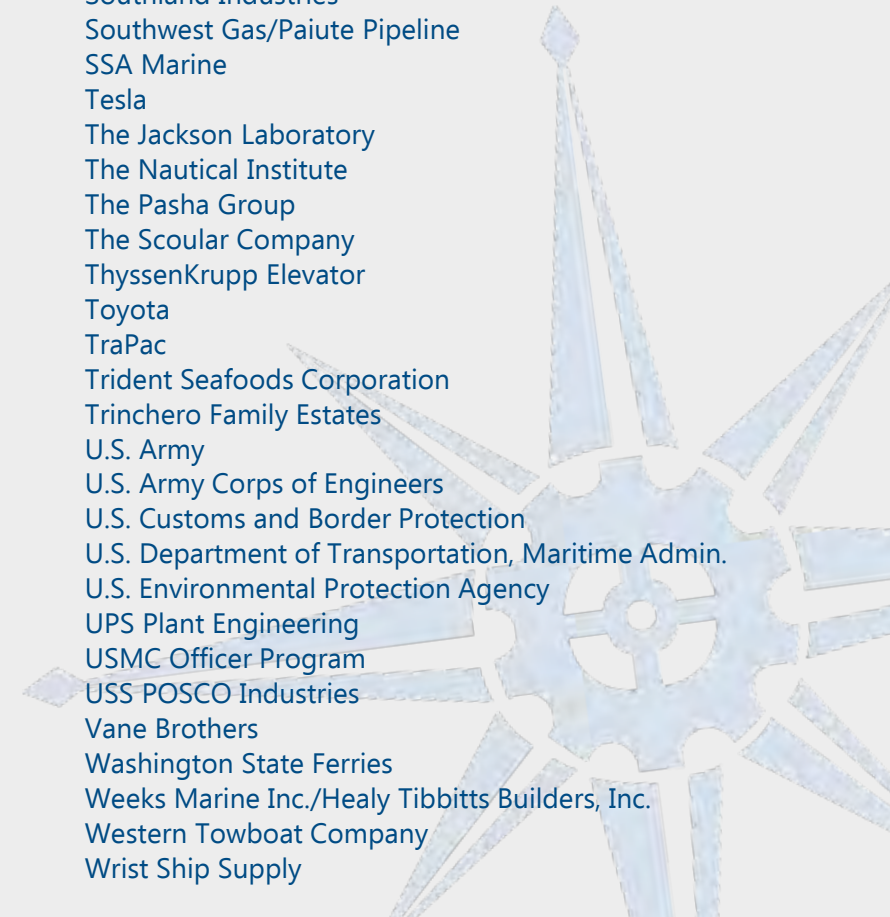 Southland Industries
Southwest Gas/Paiute Pipeline
SSA Marine
Tesla
The Jackson Laboratory
The Nautical Institute
The Pasha Group
The Scoular Company
ThyssenKrupp Elevator
Toyota
TraPac
Trident Seafoods Corporation
Trinchero Family Estates
U.S. Army
U.S. Army Corps of Engineers
U.S. Customs and Border Protection
U.S. Department of Transportation, Maritime Admin.
U.S. Environmental Protection Agency
UPS Plant Engineering
USMC Officer Program
USS POSCO Industries
Vane Brothers
Washington State Ferries
Weeks Marine Inc./Healy Tibbitts Builders, Inc.
Western Towboat Company
Wrist Ship Supply